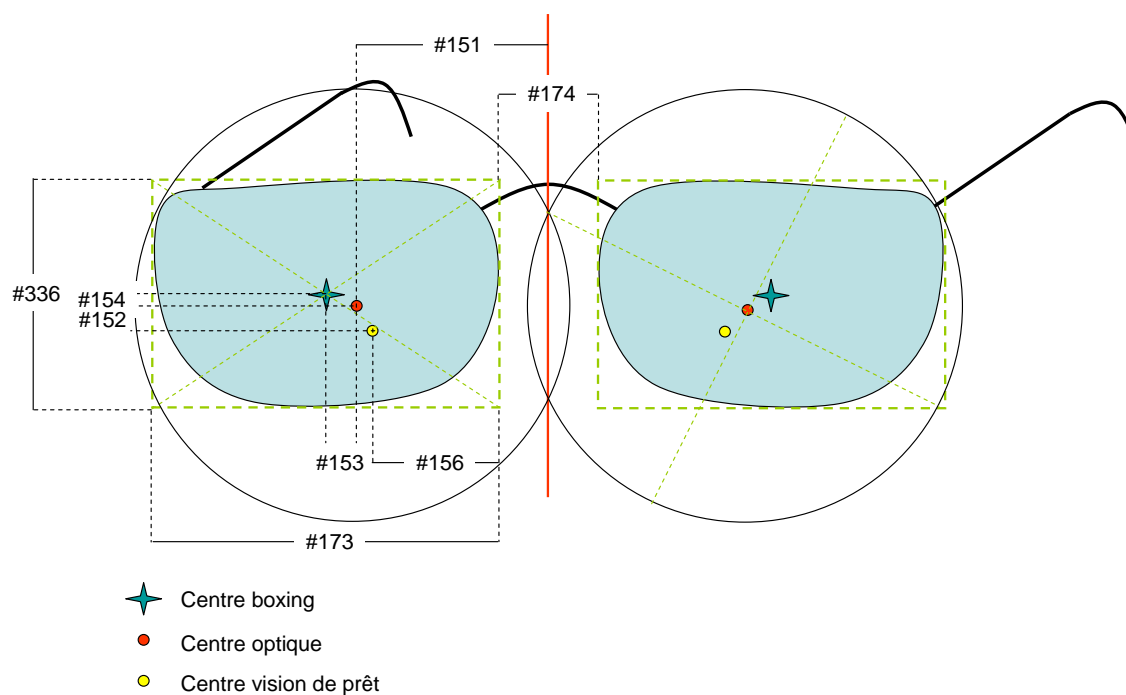 #151
#174
#336
#154
#152
#153
#156
#173
Centre boxing
Centre optique
Centre vision de prêt